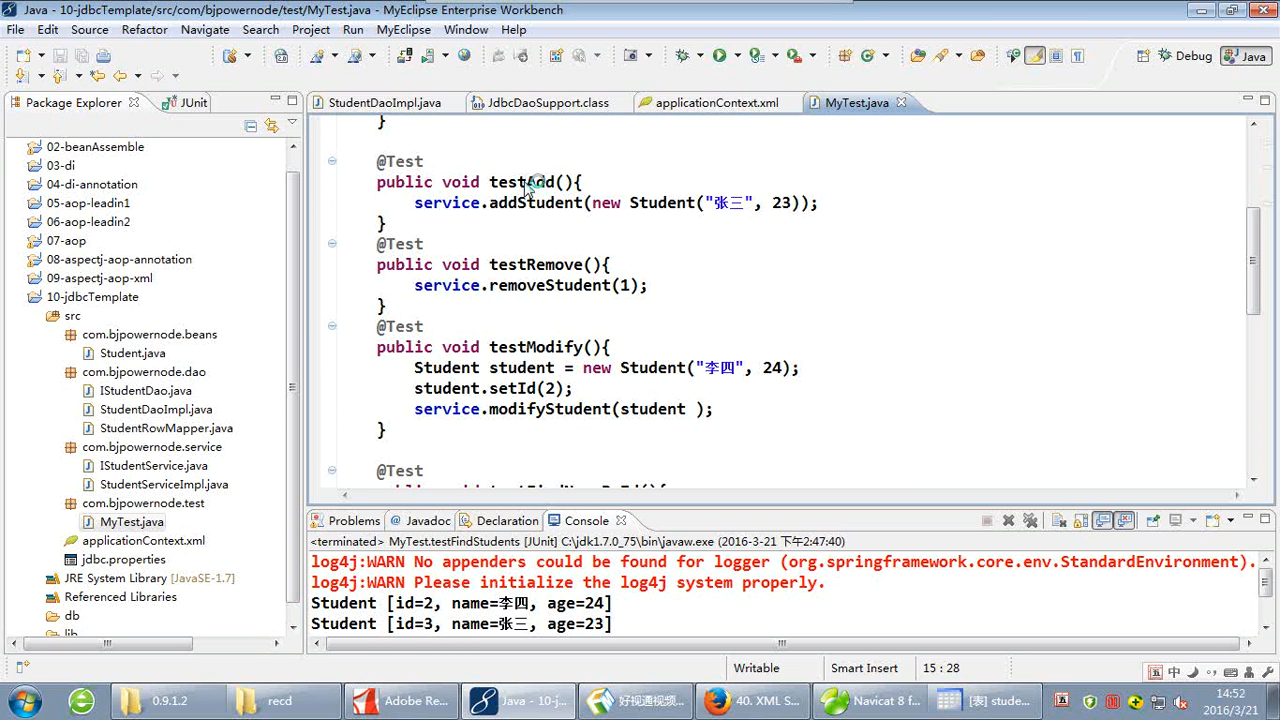 Java - 10-jdbcTemplate/src/com/bjpowernode/test/MyTest.java - MyEclipse Enterprise Workbench
File Edit Source Refactor Navigate Search Project Run MyEclipse Window Help
Debug Java
Package Explorer JUnit
StudentDaoImpl.java JdbcDaoSupport.class applicationContext.xml MyTest.java
02-beanAssemble
03-di
04-di-annotation
05-aop-leadin1
06-aop-leadin2
07-aop
08-aspectj-aop-annotation
09-aspectj-aop-xml
10-jdbcTemplate
src
com.bjpowernode.beans
Student.java
com.bjpowernode.dao
IStudentDao.java
StudentDaoImpl.java
StudentRowMapper.java
com.bjpowernode.service
IStudentService.java
StudentServiceImpl.java
com.bjpowernode.test
MyTest.java
applicationContext.xml
jdbc.properties
JRE System Library [JavaSE-1.7]
Referenced Libraries
db
lib
}
@Test
public void testAdd(){
service.addStudent(new Student("张三", 23));
}
@Test
public void testRemove(){
service.removeStudent(1);
}
@Test
public void testModify(){
Student student = new Student("李四", 24);
student.setId(2);
service.modifyStudent(student );
}
@Test
Problems Javadoc Declaration Console
<terminated> MyTest.testFindStudents [JUnit] C:\jdk1.7.0_75\bin\javaw.exe (2016-3-21 下午2:47:40)
log4j:WARN No appenders could be found for logger (org.springframework.core.env.StandardEnvironment).
log4j:WARN Please initialize the log4j system properly.
Student [id=2, name=李四, age=24]
Student [id=3, name=张三, age=23]
Writable Smart Insert 15 : 28
五 中
0.9.1.2 recd Adobe Re... Java - 10-j... 好视通视频... 40. XML S... Navicat 8 f... [表] stude... 五 14:52
2016/3/21